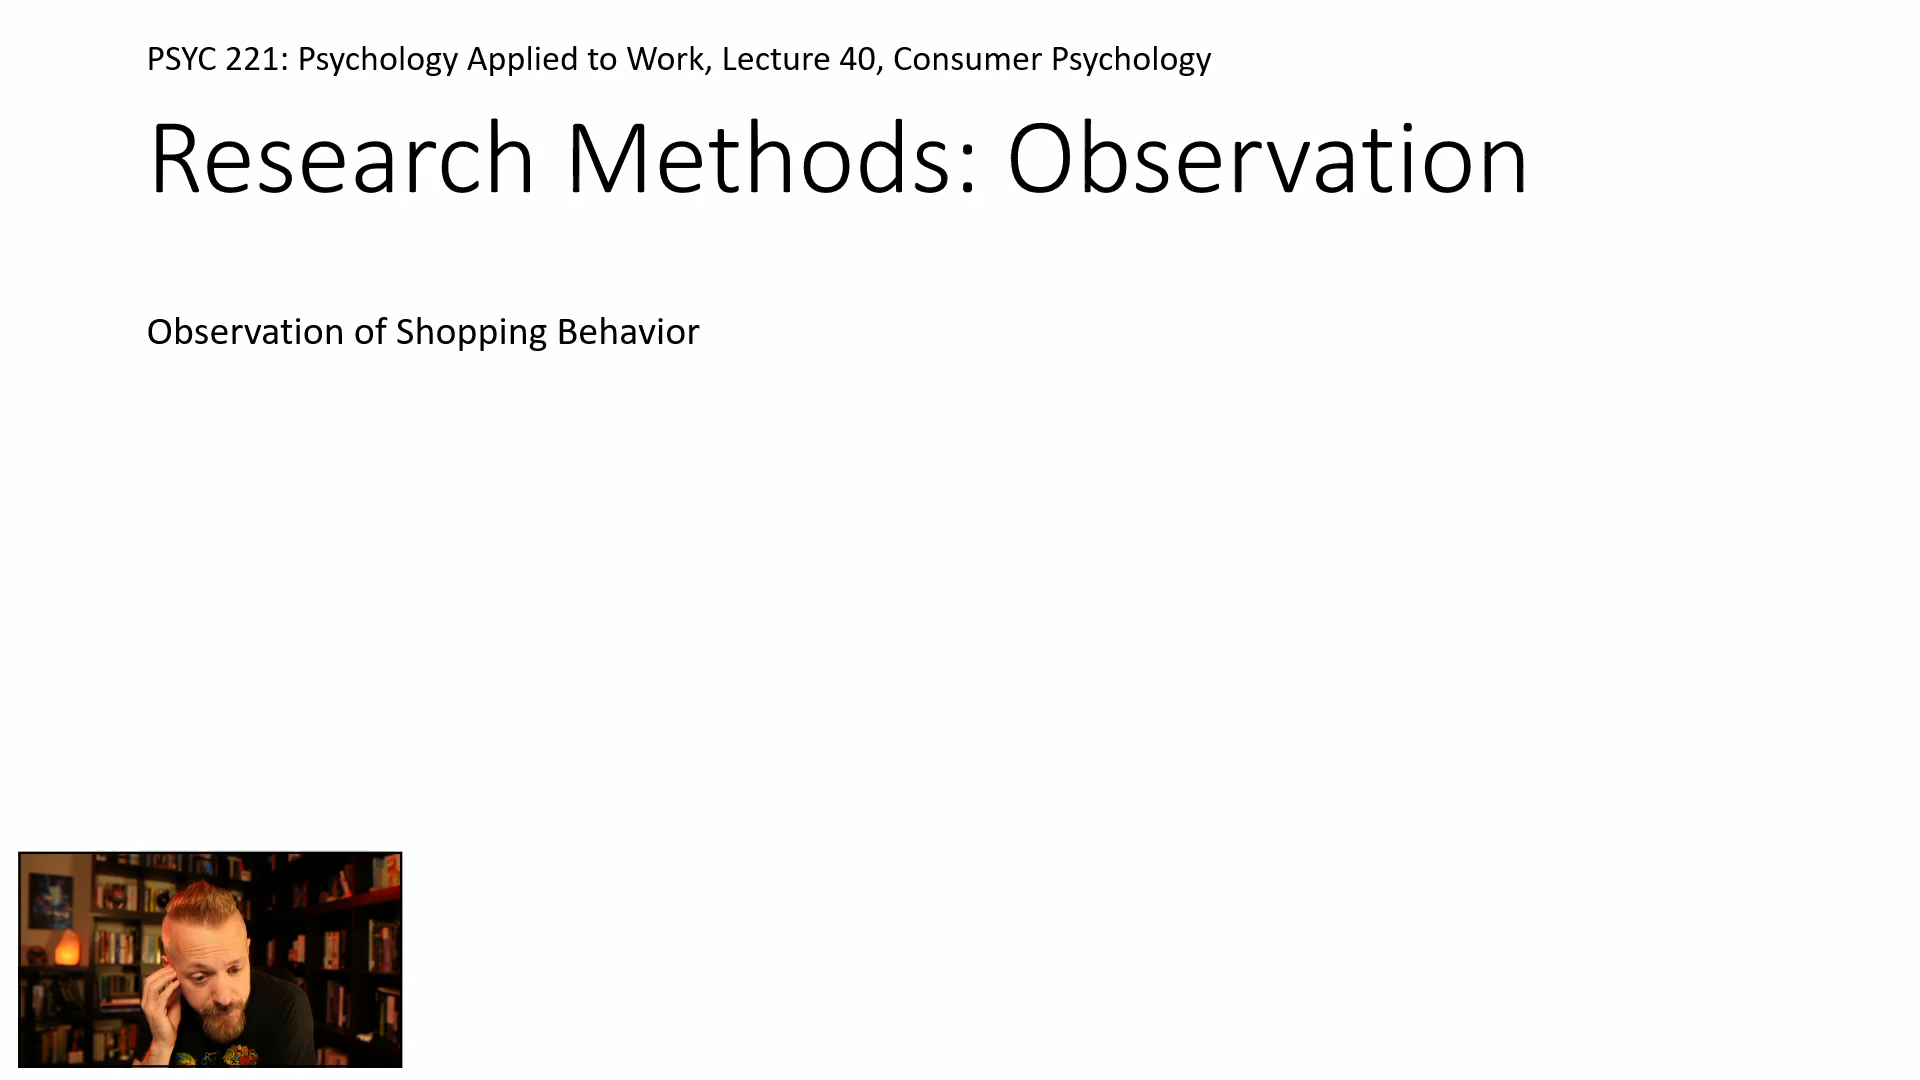 PSYC 221: Psychology Applied to Work, Lecture 40, Consumer Psychology
Research Methods: Observation
Observation of Shopping Behavior